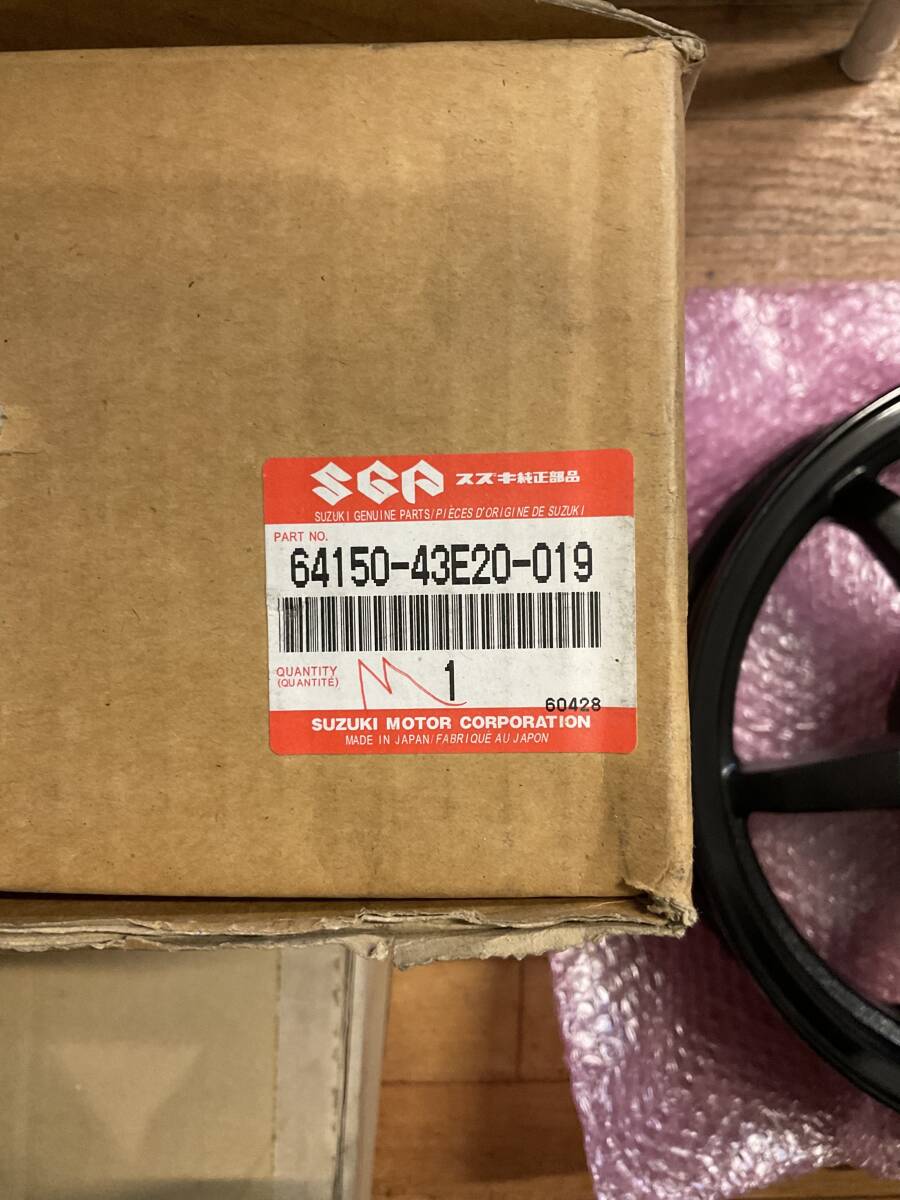 SGP スズキ純正部品
SUZUKI GENUINE PARTS/PIÈCES D'ORIGINE DE SUZUKI
PART NO.
64150-43E20-019
QUANTITY
(QUANTITÉ)
1
60428
SUZUKI MOTOR CORPORATION
MADE IN JAPAN/FABRIQUE AU JAPON